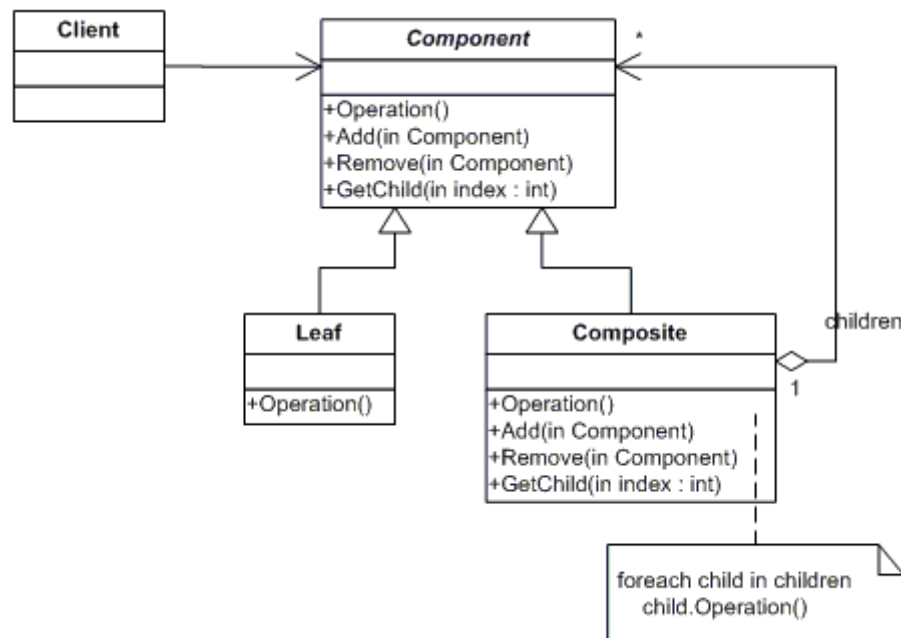 Client
Component
*
+Operation()
+Add(in Component)
+Remove(in Component)
+GetChild(in index : int)
Leaf
+Operation()
Composite
children
1
+Operation()
+Add(in Component)
+Remove(in Component)
+GetChild(in index : int)
foreach child in children
child.Operation()